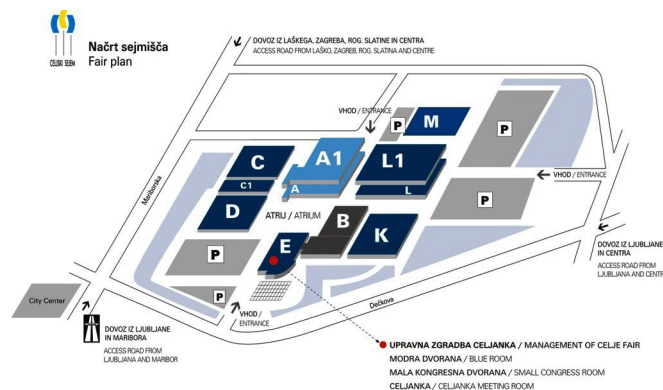 CELJSKI SEJEM
Načrt sejmišča
Fair plan
DOVOZ IZ LAŠKEGA, ZAGREBA, ROG. SLATINE IN CENTRA
ACCESS ROAD FROM LAŠKO, ZAGREB, ROG. SLATINA AND CENTRE
VHOD / ENTRANCE
P
M
P
A1
L1
C
C1
A
L
VHOD /
ENTRANCE
Mariborska
D
ATRIJ / ATRIUM
B
P
K
E
P
DOVOZ IZ LJUBLJANE
IN CENTRA
ACCESS ROAD FROM
LJUBLJANA AND CENTR
P
City Center
VHOD /
ENTRANCE
Dečkova
DOVOZ IZ LJUBLJANE
IN MARIBORA
ACCESS ROAD FROM
LJUBLJANA AND MARIBOR
UPRAVNA ZGRADBA CELJANKA / MANAGEMENT OF CELJE FAIR
MODRA DVORANA / BLUE ROOM
MALA KONGRESNA DVORANA / SMALL CONGRESS ROOM
CELJANKA / CELJANKA MEETING ROOM